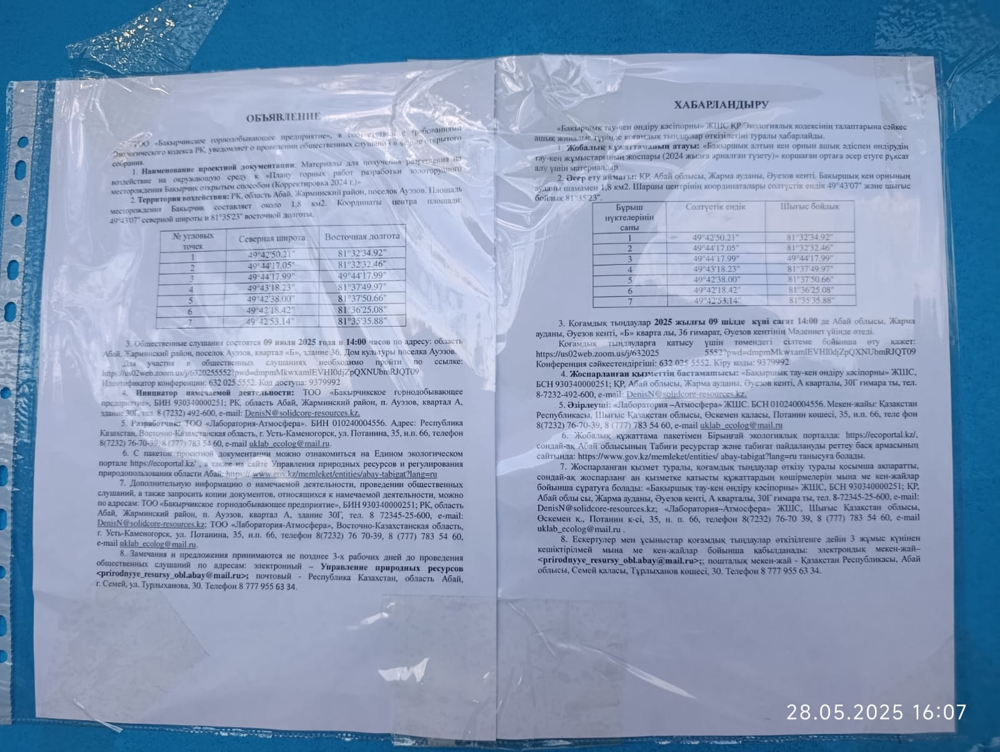 ОБЪЯВЛЕНИЕ
ТОО «Бакырчикское горнодобывающее предприятие», в соответствии с требованиями
Экологического кодекса РК, уведомляет о проведении общественных слушаний в форме открытого
собрания.
1. Наименование проектной документации: Материалы для получения разрешения на
воздействие на окружающую среду к «Плану горных работ разработки золоторудного
месторождения Бакырчик открытым способом (Корректировка 2024 г.)»
2. Территория воздействия: РК, область Абай, Жарминский район, поселок Ауэзов. Площадь
месторождения Бакырчик составляет около 1,8 км2. Координаты центра площади:
49°43'07" северной широты и 81°35'23" восточной долготы.
№ угловых точек Северная широта Восточная долгота
1 49°42'50.21" 81°32'34.92"
2 49°44'17.05" 81°32'32.46"
3 49°44'17.99" 49°44'17.99"
4 49°43'18.23" 81°37'49.97"
5 49°42'38.00" 81°37'50.66"
6 49°42'18.42" 81°36'25.08"
7 49°42'53.14" 81°35'35.88"
3. Общественные слушания состоятся 09 июля 2025 года в 14:00 часов по адресу: область
Абай, Жарминский район, поселок Ауэзов, квартал «Б», здание 36, Дом культуры поселка Ауэзов.
Для участия в общественных слушаниях необходимо пройти по ссылке:
https://us02web.zoom.us/j/6320255552?pwd=dmpmMkwxamlEVHI0djZpQXNUbmRJQT09
Идентификатор конференции: 632 025 5552. Код доступа: 9379992
4. Инициатор намечаемой деятельности: ТОО «Бакырчикское горнодобывающее
предприятие», БИН 930340000251; РК, область Абай, Жарминский район, п. Ауэзов, квартал А,
здание 30Г, тел. 8 (7232) 492-600, e-mail: DenisN@solidcore-resources.kz.
5. Разработчик: ТОО «Лаборатория-Атмосфера». БИН 010240004556. Адрес: Республика
Казахстан, Восточно-Казахстанская область, г. Усть-Каменогорск, ул. Потанина, 35, н.п. 66, телефон
8(7232) 76-70-39, 8 (777) 783 54 60, e-mail uklab_ecolog@mail.ru.
6. С пакетом проектной документации можно ознакомиться на Едином экологическом
портале https://ecoportal.kz/ , а также на сайте Управления природных ресурсов и регулирования
природопользования области Абай: https:// www.gov.kz/memleket/entities/abay-tabigat?lang=ru
7. Дополнительную информацию о намечаемой деятельности, проведении общественных
слушаний, а также запросить копии документов, относящихся к намечаемой деятельности, можно
по адресам: ТОО «Бакырчикское горнодобывающее предприятие», БИН 930340000251; РК, область
Абай, Жарминский район, п. Ауэзов, квартал А, здание 30Г, тел. 8 72345-25-600, e-mail:
DenisN@solidcore-resources.kz; ТОО «Лаборатория-Атмосфера», Восточно-Казахстанская область,
г. Усть-Каменогорск, ул. Потанина, 35, н.п. 66, телефон 8(7232) 76 70-39, 8 (777) 783 54 60,
e-mail uklab_ecolog@mail.ru.
8. Замечания и предложения принимаются не позднее 3-х рабочих дней до проведения
общественных слушаний по адресам: электронный – Управление природных ресурсов
<prirodnyye_resursy_obl.abay@mail.ru>; почтовый - Республика Казахстан, область Абай,
г. Семей, ул. Турлыханова, 30. Телефон 8 777 955 63 34.
ХАБАРЛАНДЫРУ
«Бакыршық тау-кен өндіру кәсіпорны» ЖШС ҚР Экологиялық кодексінің талаптарына сәйкес
ашық жиналыс түрінде қоғамдық тыңдаулар өткізілетіні туралы хабарлайды.
1. Жобалық құжаттаманың атауы: «Бакыршық алтын кен орнын ашық әдіспен өндірудің
тау-кен жұмыстарының жоспары (2024 жылға арналған түзету)» қоршаған ортаға әсер етуге рұқсат
алу үшін материалдар
2. Әсер ету аймағы: ҚР, Абай облысы, Жарма ауданы, Әуезов кенті. Бақыршық кен орнының
ауданы шамамен 1,8 км2. Шаршы центрінің координаталары солтүстік ендік 49°43'07" және шығыс
бойлық 81°35'23".
Бұрыш нүктелерінің саны Солтүстік ендік Шығыс бойлық
1 49°42'50.21" 81°32'34.92"
2 49°44'17.05" 81°32'32.46"
3 49°44'17.99" 49°44'17.99"
4 49°43'18.23" 81°37'49.97"
5 49°42'38.00" 81°37'50.66"
6 49°42'18.42" 81°36'25.08"
7 49°42'53.14" 81°35'35.88"
3. Қоғамдық тыңдаулар 2025 жылғы 09 шілде күні сағат 14:00 де Абай облысы, Жарма
ауданы, Әуезов кенті, «Б» кварта лы, 36 ғимарат, Әуезов кентінің Мәдениет үйінде өтеді.
Қоғамдық тыңдауларға қатысу үшін төмендегі сілтеме бойынша өту қажет:
https://us02web.zoom.us/j/632025 5552?pwd=dmpmMkwxamlEVHI0djZpQXNUbmRJQT09
Конференция сәйкестендіргіші: 632 025 5552. Кіру коды: 9379992
4. Жоспарланған қызметтің бастамашысы: «Бақыршық тау-кен өндіру кәсіпорны» ЖШС,
БСН 930340000251; ҚР, Абай облысы, Жарма ауданы, Әуезов кенті, А кварталы, 30Г ғимара ты, тел.
8-7232-492-600, e-mail: DenisN@solidcore-resources.kz.
5. Әзірлеуші: «Лаборатория –Атмосфера» ЖШС. БСН 010240004556. Мекен-жайы: Қазақстан
Республикасы, Шығыс Қазақстан облысы, Өскемен қаласы, Потанин көшесі, 35, н.п. 66, теле фон
8(7232) 76-70-39, 8 (777) 783 54 60, e-mail uklab_ecolog@mail.ru
6. Жобалық құжаттама пакетімен Бірыңғай экологиялық порталда: https://ecoportal.kz/,
сондай-ақ Абай облысының Табиғи ресурстар және табиғат пайдалануды реттеу басқ армасының
сайтында: https://www.gov.kz/memleket/entities/ abay-tabigat?lang=ru танысуға болады.
7. Жоспарланған қызмет туралы, қоғамдық тыңдаулар өткізу туралы қосымша ақпаратты,
сондай-ақ жоспарланғ ан қызметке қатысты құжаттардың көшірмелерін мына ме кен-жайлар
бойынша сұратуға болады: «Бақыршық тау-кен өндіру кәсіпорны» ЖШС, БСН 930340000251; ҚР,
Абай облы сы, Жарма ауданы, Әуезов кенті, А кварталы, 30Г ғимара ты, тел. 8-72345-25-600, e-mail:
DenisN@solidcore-resources.kz; «Лаборатория–Атмосфера» ЖШС, Шығыс Қазақстан облысы,
Өскемен қ., Потанин к-сі, 35, н. п. 66, телефон 8(7232) 76-70 39, 8 (777) 783 54 60, e-mail
uklab_ecolog@mail.ru .
8. Ескертулер мен ұсыныстар қоғамдық тыңдаулар өткізілгенге дейін 3 жұмыс күнінен
кешіктірілмей мына ме кен-жайлар бойынша қабылданады: электрондық мекен-жай–
<prirodnyye_resursy_obl.abay@mail.ru>;; пошталық мекен-жай - Қазақстан Республикасы, Абай
облысы, Семей қаласы, Тұрлыханов көшесі, 30. Телефон 8 777 955 63 34.
28.05.2025 16:07